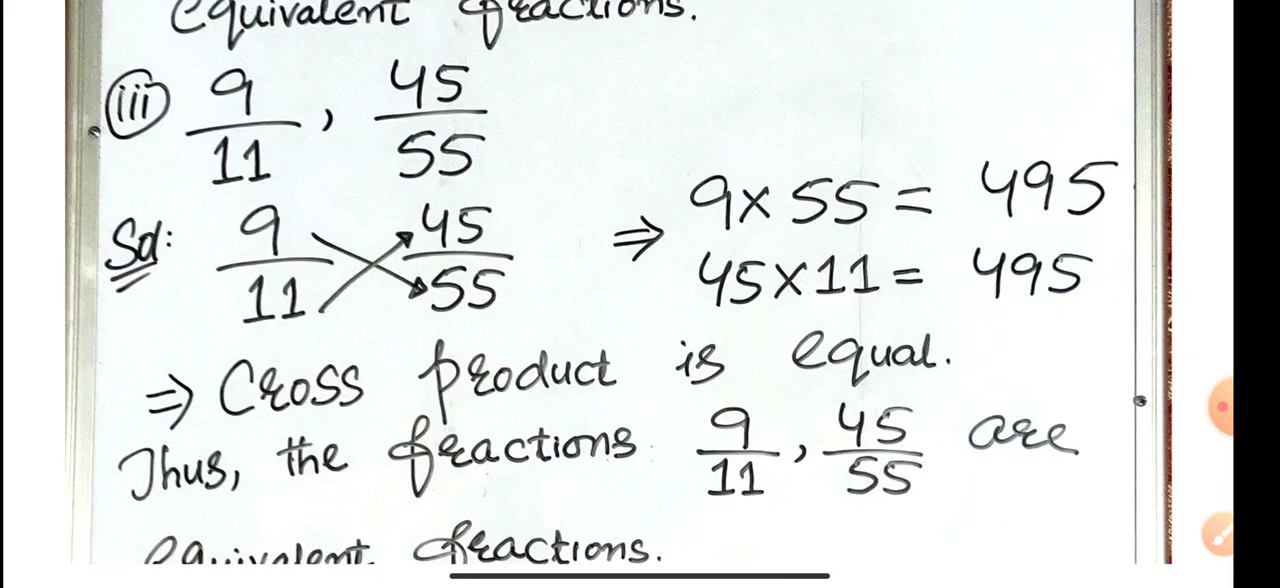 equivalent fractions.
(iii) 9/11 , 45/55
Sol: 9/11 45/55 ⇒ 9×55 = 495
45×11 = 495
⇒ Cross product is equal.
Thus, the fractions 9/11 , 45/55 are
equivalent fractions.